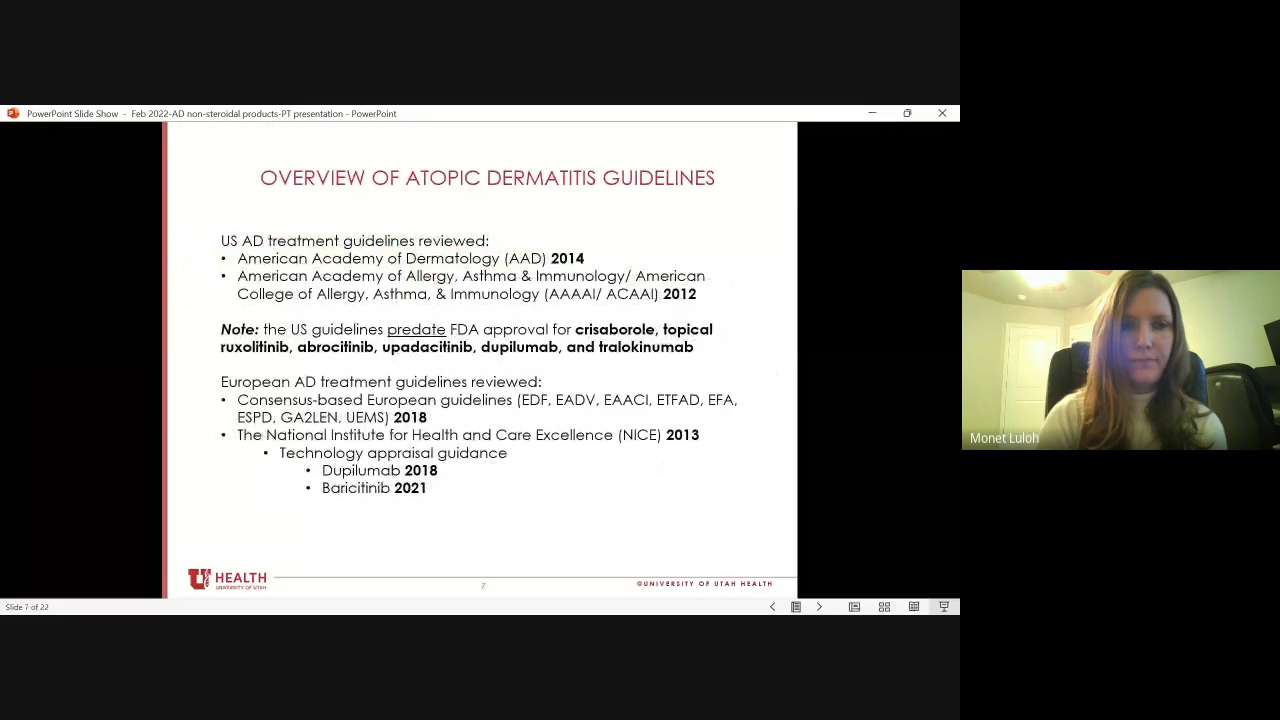 PowerPoint Slide Show - Feb 2022-AD non-steroidal products-PT presentation - PowerPoint
OVERVIEW OF ATOPIC DERMATITIS GUIDELINES
US AD treatment guidelines reviewed:
• American Academy of Dermatology (AAD) 2014
• American Academy of Allergy, Asthma & Immunology/ American
College of Allergy, Asthma, & Immunology (AAAAI/ ACAAI) 2012
Note: the US guidelines predate FDA approval for crisaborole, topical
ruxolitinib, abrocitinib, upadacitinib, dupilumab, and tralokinumab
European AD treatment guidelines reviewed:
• Consensus-based European guidelines (EDF, EADV, EAACI, ETFAD, EFA,
ESPD, GA2LEN, UEMS) 2018
• The National Institute for Health and Care Excellence (NICE) 2013
• Technology appraisal guidance
• Dupilumab 2018
• Baricitinib 2021
U HEALTH
UNIVERSITY OF UTAH
7
©UNIVERSITY OF UTAH HEALTH
Slide 7 of 22
Monet Luloh